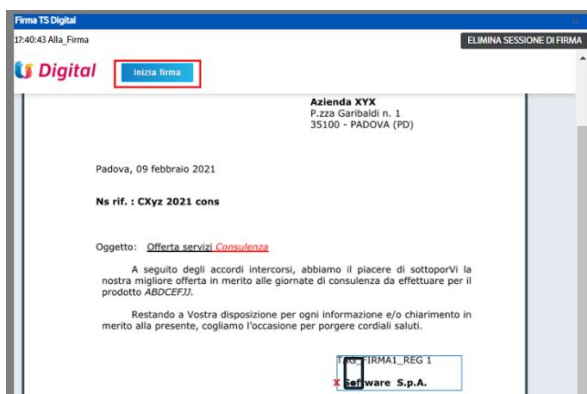 Firma TS Digital
17:40:43 Alla_Firma
ELIMINA SESSIONE DI FIRMA
Digital
Inizia firma
Azienda XYX
P.zza Garibaldi n. 1
35100 - PADOVA (PD)
Padova, 09 febbraio 2021
Ns rif. : CXyz 2021 cons
Oggetto: Offerta servizi Consulenza
A seguito degli accordi intercorsi, abbiamo il piacere di sottoporVi la
nostra migliore offerta in merito alle giornate di consulenza da effettuare per il
prodotto ABDCEFJJ.
Restando a Vostra disposizione per ogni informazione e/o chiarimento in
merito alla presente, cogliamo l'occasione per porgere cordiali saluti.
TAG_FIRMA1_REG 1
X Software S.p.A.